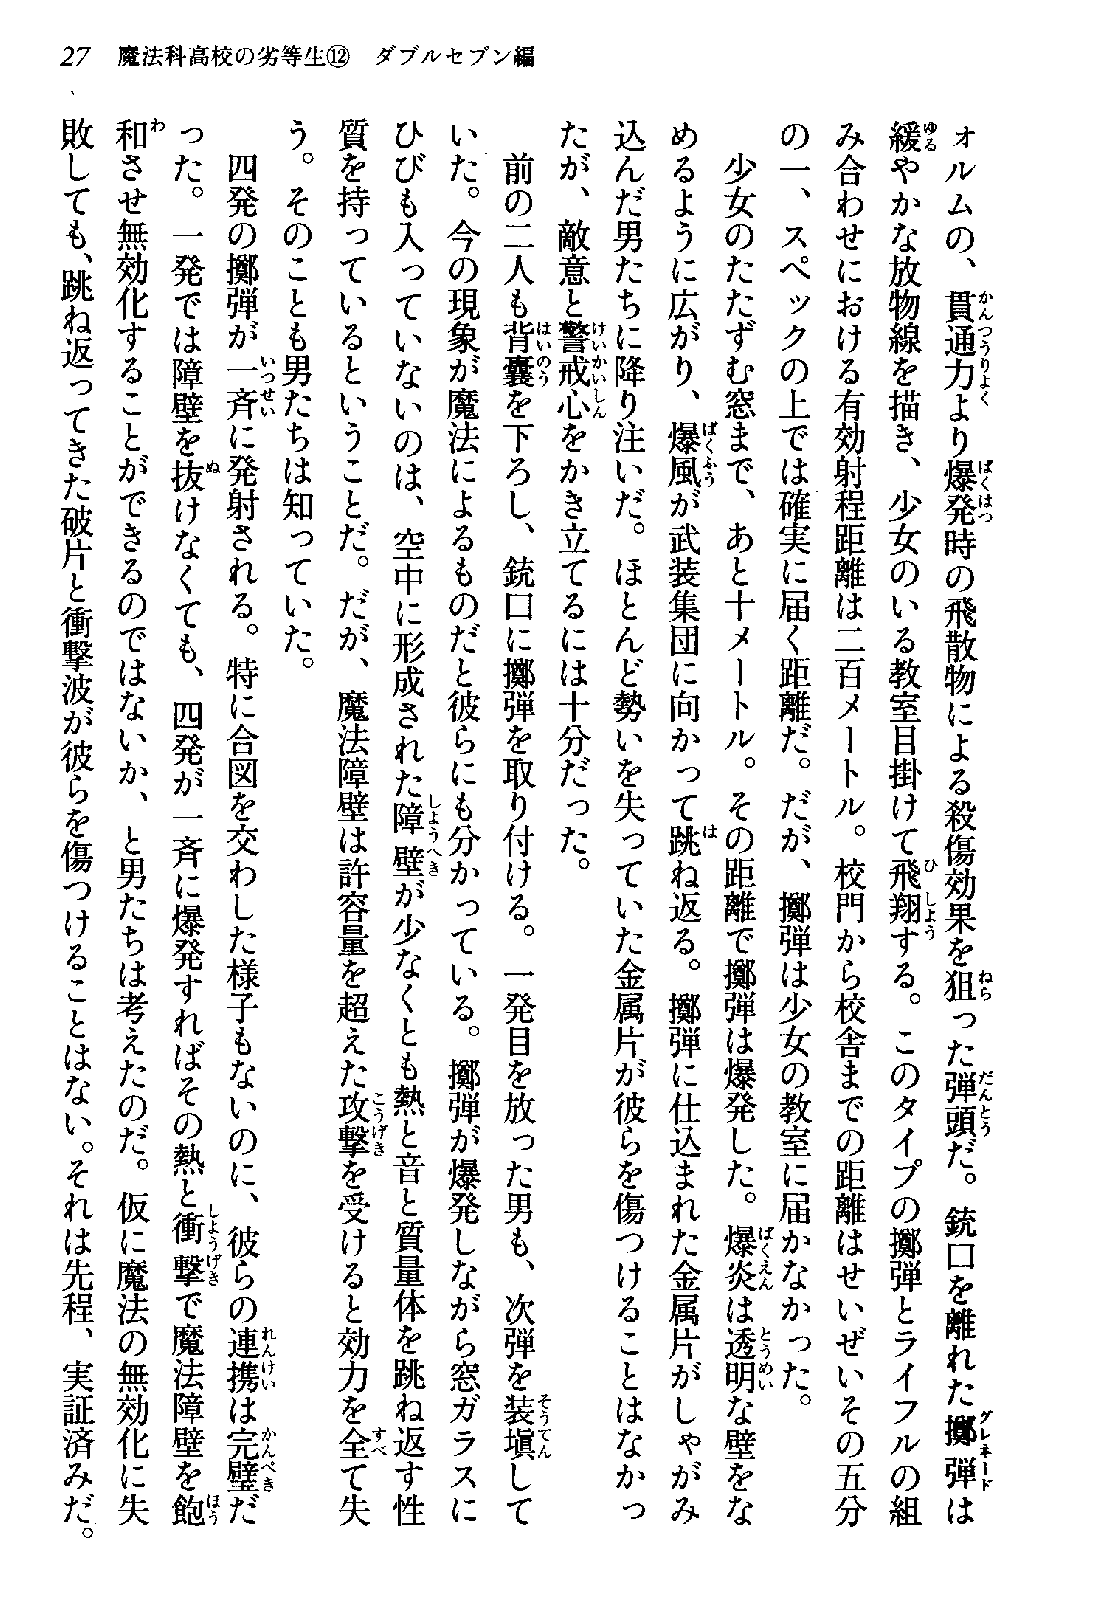 27 魔法科高校の劣等生⑫ ダブルセブン編
ォルムの、貫通力より爆発時の飛散物による殺傷効果を狙った弾頭だ。銃口を離れた擲弾は
緩やかな放物線を描き、少女のいる教室目掛けて飛翔する。このタイプの擲弾とライフルの組
み合わせにおける有効射程距離は二百メートル。校門から校舎までの距離はせいぜいその五分
の一、スペックの上では確実に届く距離だ。だが、擲弾は少女の教室に届かなかった。
少女のたたずむ窓まで、あと十メートル。その距離で擲弾は爆発した。爆炎は透明な壁をな
めるように広がり、爆風が武装集団に向かって跳ね返る。擲弾に仕込まれた金属片がしゃがみ
込んだ男たちに降り注いだ。ほとんど勢いを失っていた金属片が彼らを傷つけることはなかっ
たが、敵意と警戒心をかき立てるには十分だった。
前の二人も背嚢を下ろし、銃口に擲弾を取り付ける。一発目を放った男も、次弾を装塡して
いた。今の現象が魔法によるものだと彼らにも分かっている。擲弾が爆発しながら窓ガラスに
ひびも入っていないのは、空中に形成された障壁が少なくとも熱と音と質量体を跳ね返す性
質を持っているということだ。だが、魔法障壁は許容量を超えた攻撃を受けると効力を全て失
う。そのことも男たちは知っていた。
四発の擲弾が一斉に発射される。特に合図を交わした様子もないのに、彼らの連携は完璧だ
った。一発では障壁を抜けなくても、四発が一斉に爆発すればその熱と衝撃で魔法障壁を飽
和させ無効化することができるのではないか、と男たちは考えたのだ。仮に魔法の無効化に失
敗しても、跳ね返ってきた破片と衝撃波が彼らを傷つけることはない。それは先程、実証済みだ。